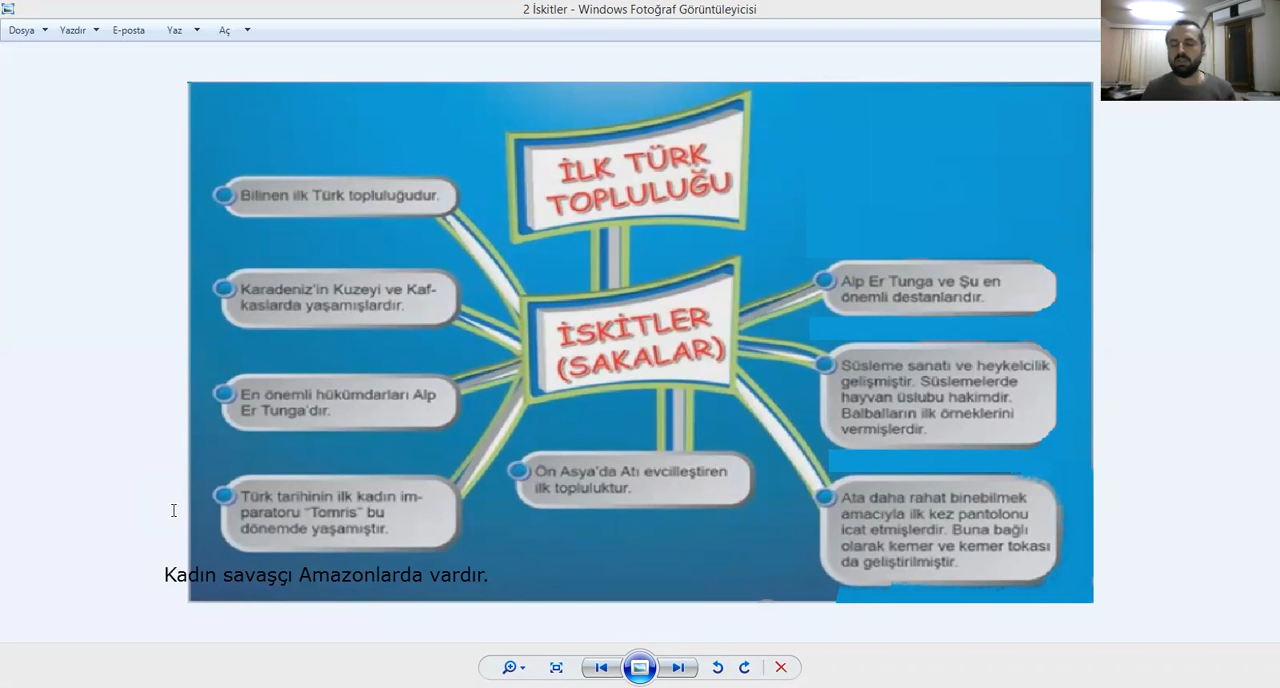 2 İskitler - Windows Fotoğraf Görüntüleyicisi
Dosya Yazdır E-posta Yaz Aç
İLK TÜRK
TOPLULUĞU
İSKİTLER
(SAKALAR)
Bilinen ilk Türk topluluğudur.
Karadeniz'in Kuzeyi ve Kaf-
kaslarda yaşamışlardır.
En önemli hükümdarları Alp
Er Tunga'dır.
Türk tarihinin ilk kadın im-
paratoru "Tomris" bu
dönemde yaşamıştır.
Kadın savaşçı Amazonlarda vardır.
Ön Asya'da Atı evcilleştiren
ilk topluluktur.
Alp Er Tunga ve Şu en
önemli destanlarıdır.
Süsleme sanatı ve heykelcilik
gelişmiştir. Süslemelerde
hayvan üslubu hakimdir.
Balbalların ilk örneklerini
vermişlerdir.
Ata daha rahat binebilmek
amacıyla ilk kez pantolonu
icat etmişlerdir. Buna bağlı
olarak kemer ve kemer tokası
da geliştirilmiştir.